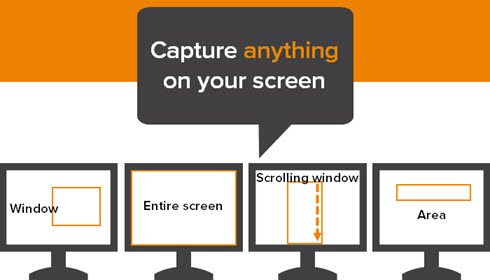 Capture anything
on your screen
Window
Entire screen
Scrolling window
Area